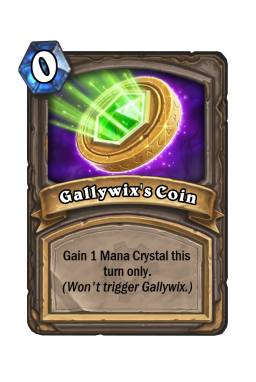 0
Gallywix's Coin
Gain 1 Mana Crystal this
turn only.
(Won't trigger Gallywix.)